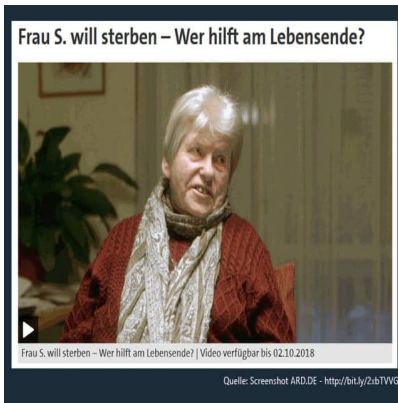 Frau S. will sterben – Wer hilft am Lebensende?
Frau S. will sterben – Wer hilft am Lebensende? | Video verfügbar bis 02.10.2018
Quelle: Screenshot ARD.DE - http://bit.ly/2xbTVVG